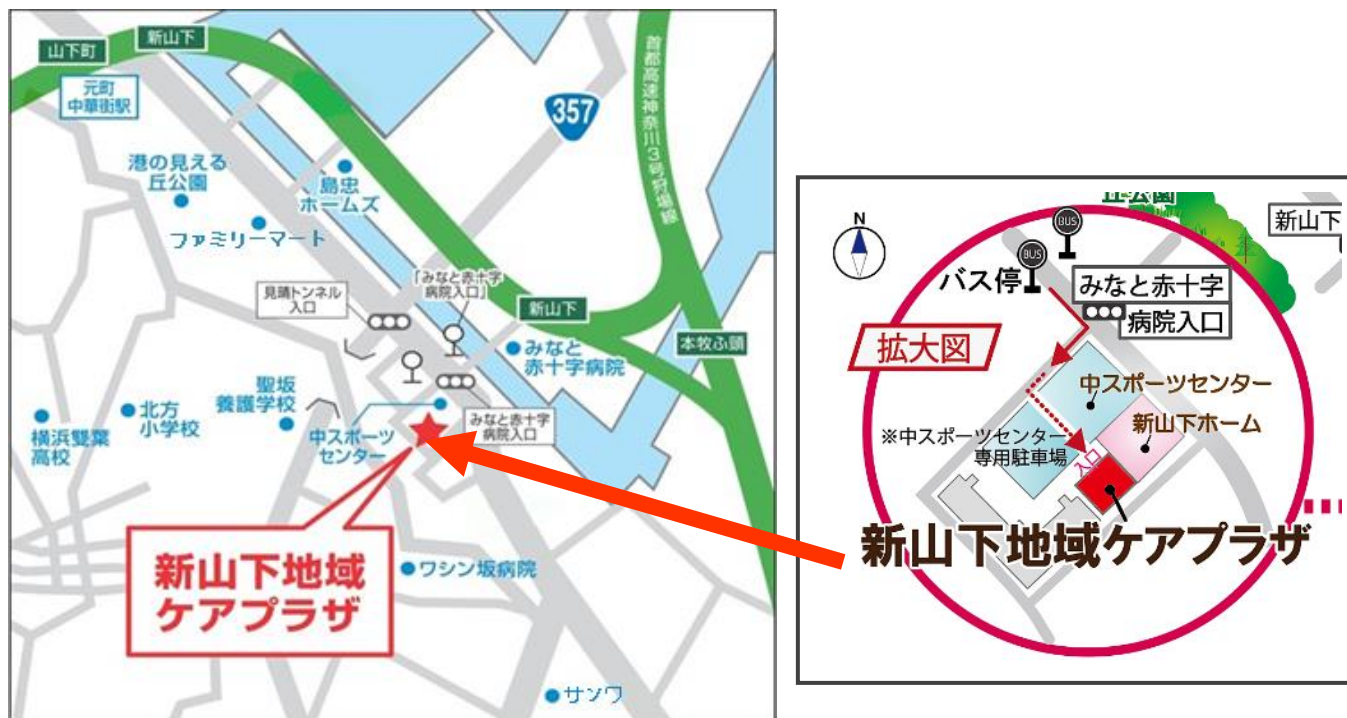 山下町
新山下
元町
中華街駅
357
首都高速神奈川3号狩場線
港の見える
丘公園
島忠
ホームズ
ファミリーマート
見晴トンネル
入口
「みなと赤十字
病院入口」
新山下
本牧ふ頭
みなと
赤十字病院
聖坂
養護学校
北方
小学校
横浜雙葉
高校
中スポーツ
センター
みなと赤十字
病院入口
新山下地域
ケアプラザ
ワシン坂病院
サンワ
丘公園
N
BUS
BUS
バス停
新山下
みなと赤十字
病院入口
拡大図
中スポーツセンター
新山下ホーム
※中スポーツセンター
専用駐車場
入口
新山下地域ケアプラザ